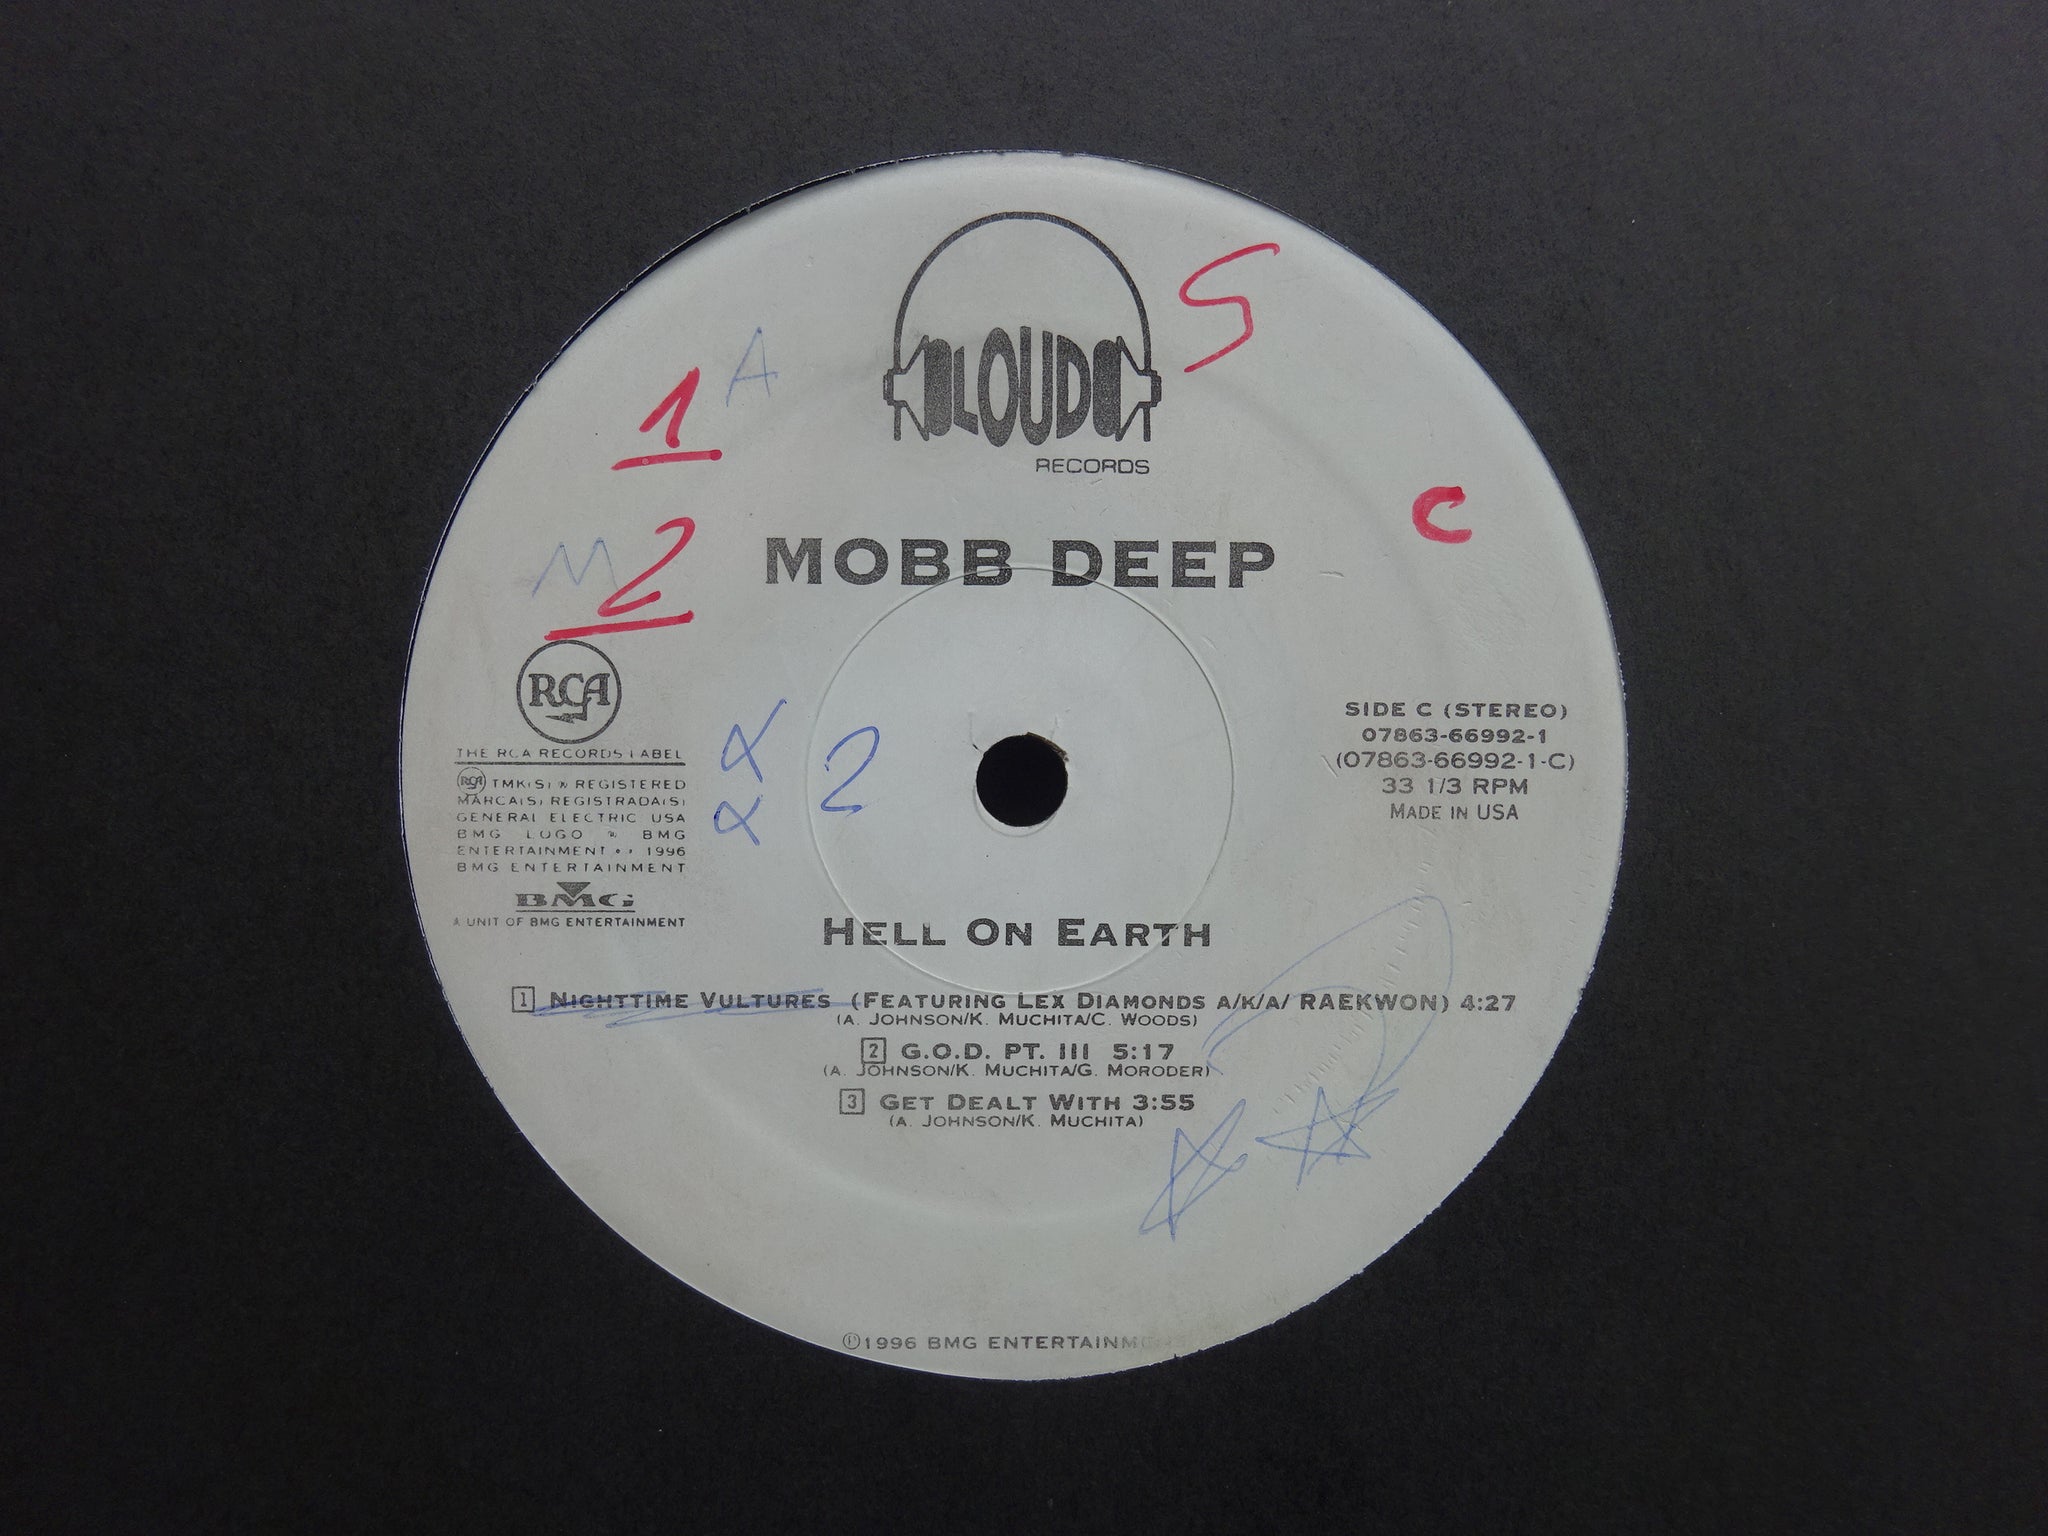 LOUD
RECORDS
S
1
A
C
M
2
MOBB DEEP
RCA
THE RCA RECORDS LABEL
RCA TMK(S) ® REGISTERED
MARCA(S) REGISTRADA(S)
GENERAL ELECTRIC USA
BMG LOGO ® BMG
ENTERTAINMENT • • 1996
BMG ENTERTAINMENT
BMG
A UNIT OF BMG ENTERTAINMENT
2
SIDE C (STEREO)
07863-66992-1
(07863-66992-1-C)
33 1/3 RPM
MADE IN USA
HELL ON EARTH
1 NIGHTTIME VULTURES (FEATURING LEX DIAMONDS A/K/A/ RAEKWON) 4:27
(A. JOHNSON/K. MUCHITA/C. WOODS)
2 G.O.D. PT. III 5:17
(A. JOHNSON/K. MUCHITA/G. MORODER)
3 GET DEALT WITH 3:55
(A. JOHNSON/K. MUCHITA)
℗1996 BMG ENTERTAINM